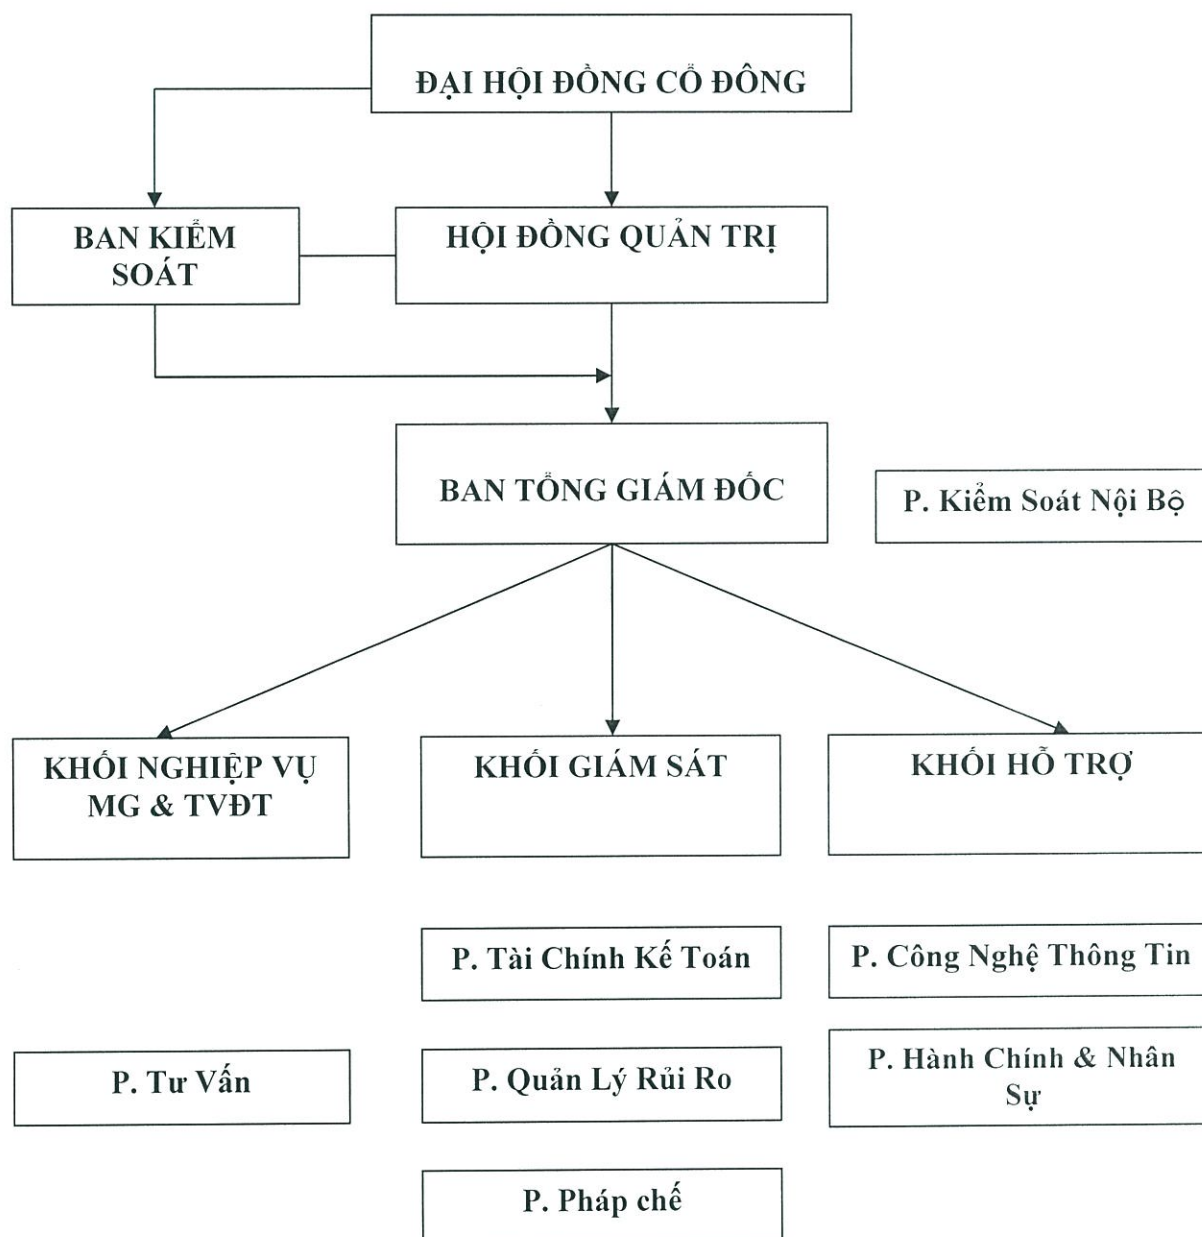 ĐẠI HỘI ĐỒNG CỔ ĐÔNG
BAN KIỂM
SOÁT
HỘI ĐỒNG QUẢN TRỊ
BAN TỔNG GIÁM ĐỐC
P. Kiểm Soát Nội Bộ
KHỐI NGHIỆP VỤ
MG & TVĐT
KHỐI GIÁM SÁT
KHỐI HỖ TRỢ
P. Tài Chính Kế Toán
P. Công Nghệ Thông Tin
P. Tư Vấn
P. Quản Lý Rủi Ro
P. Hành Chính & Nhân
Sự
P. Pháp chế